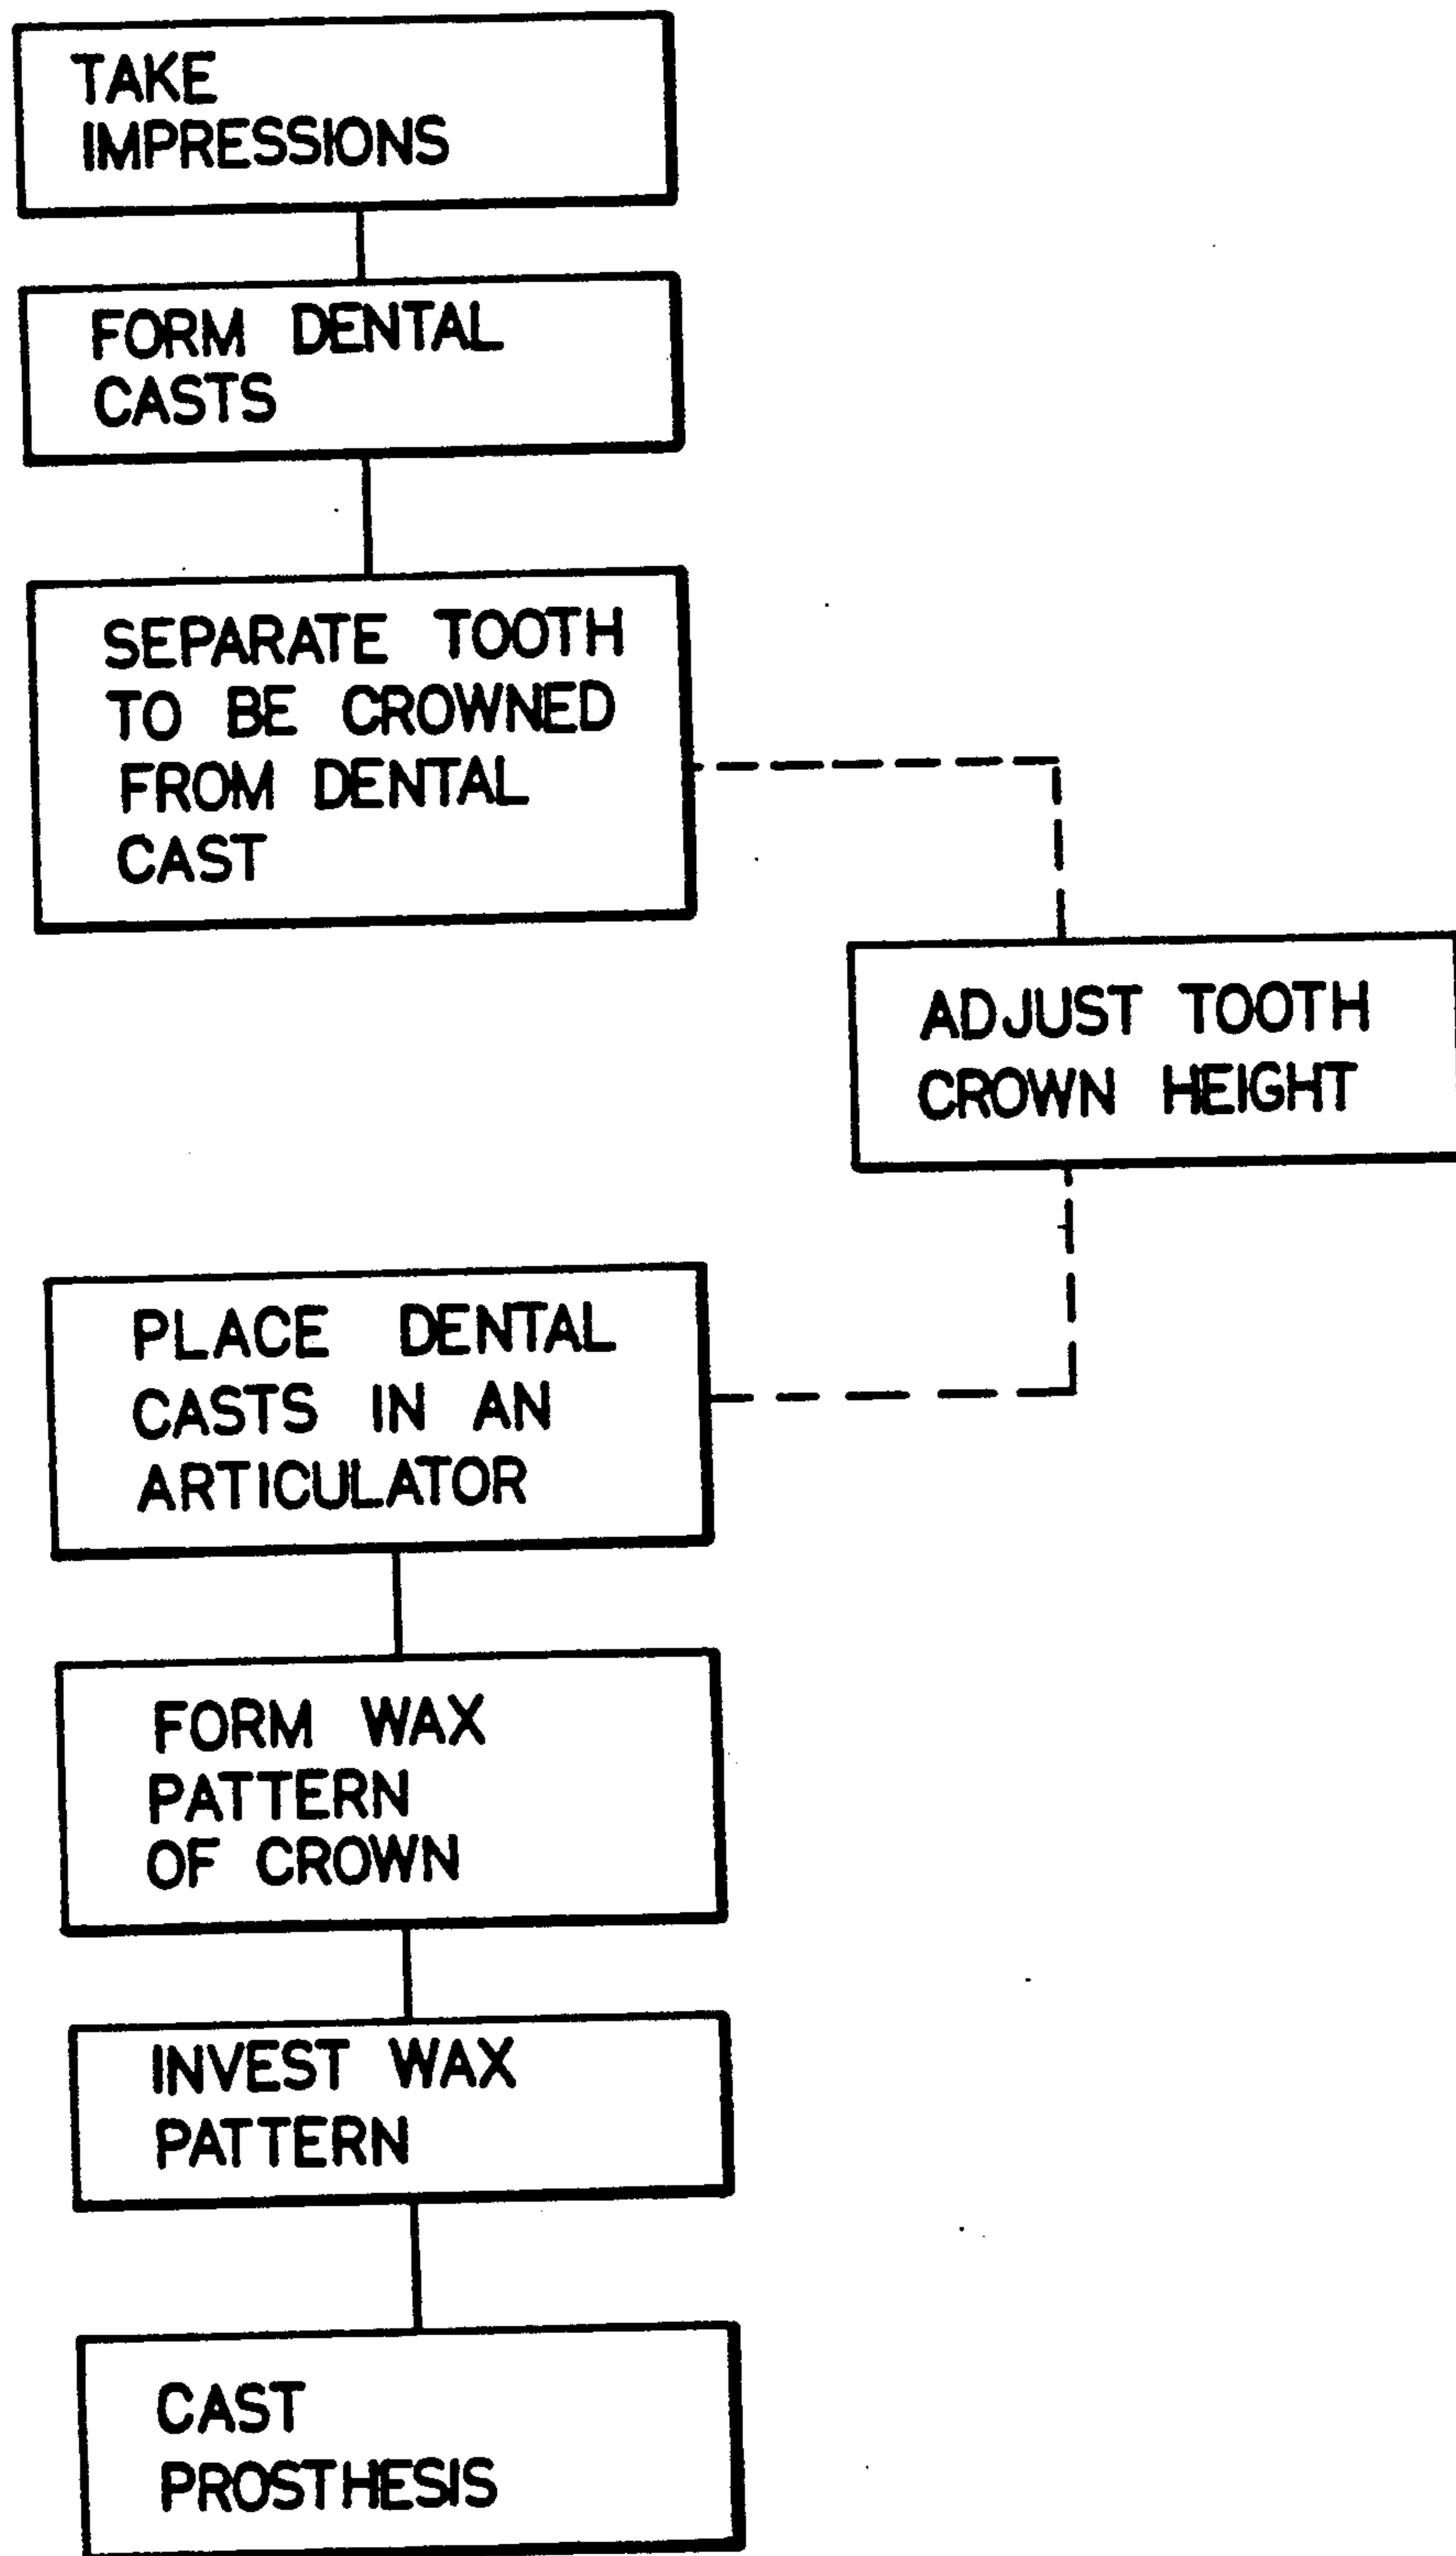 TAKE
IMPRESSIONS
FORM DENTAL
CASTS
SEPARATE TOOTH
TO BE CROWNED
FROM DENTAL
CAST
ADJUST TOOTH
CROWN HEIGHT
PLACE DENTAL
CASTS IN AN
ARTICULATOR
FORM WAX
PATTERN
OF CROWN
INVEST WAX
PATTERN
CAST
PROSTHESIS